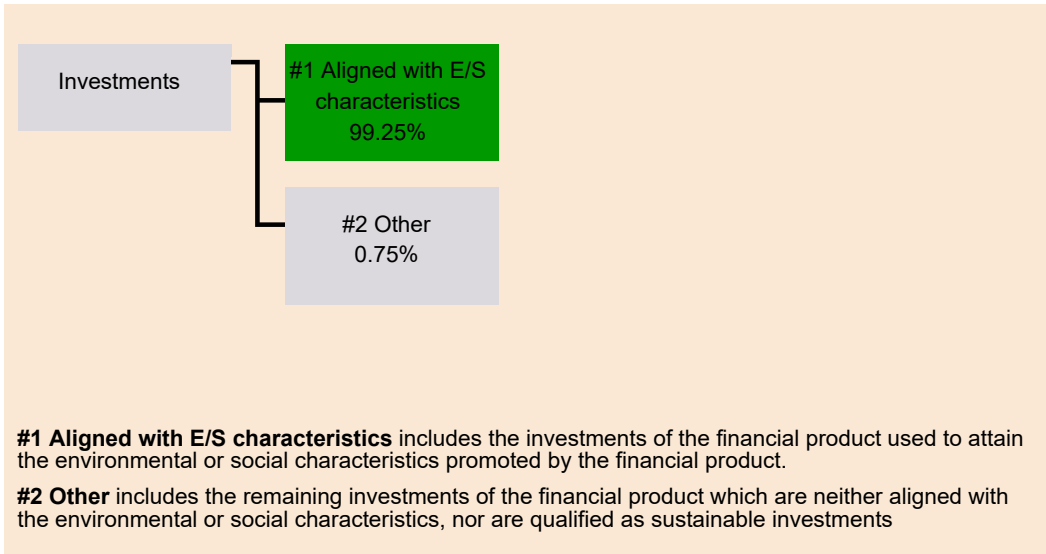 Investments
#1 Aligned with E/S
characteristics
99.25%
#2 Other
0.75%
#1 Aligned with E/S characteristics includes the investments of the financial product used to attain
the environmental or social characteristics promoted by the financial product.
#2 Other includes the remaining investments of the financial product which are neither aligned with
the environmental or social characteristics, nor are qualified as sustainable investments